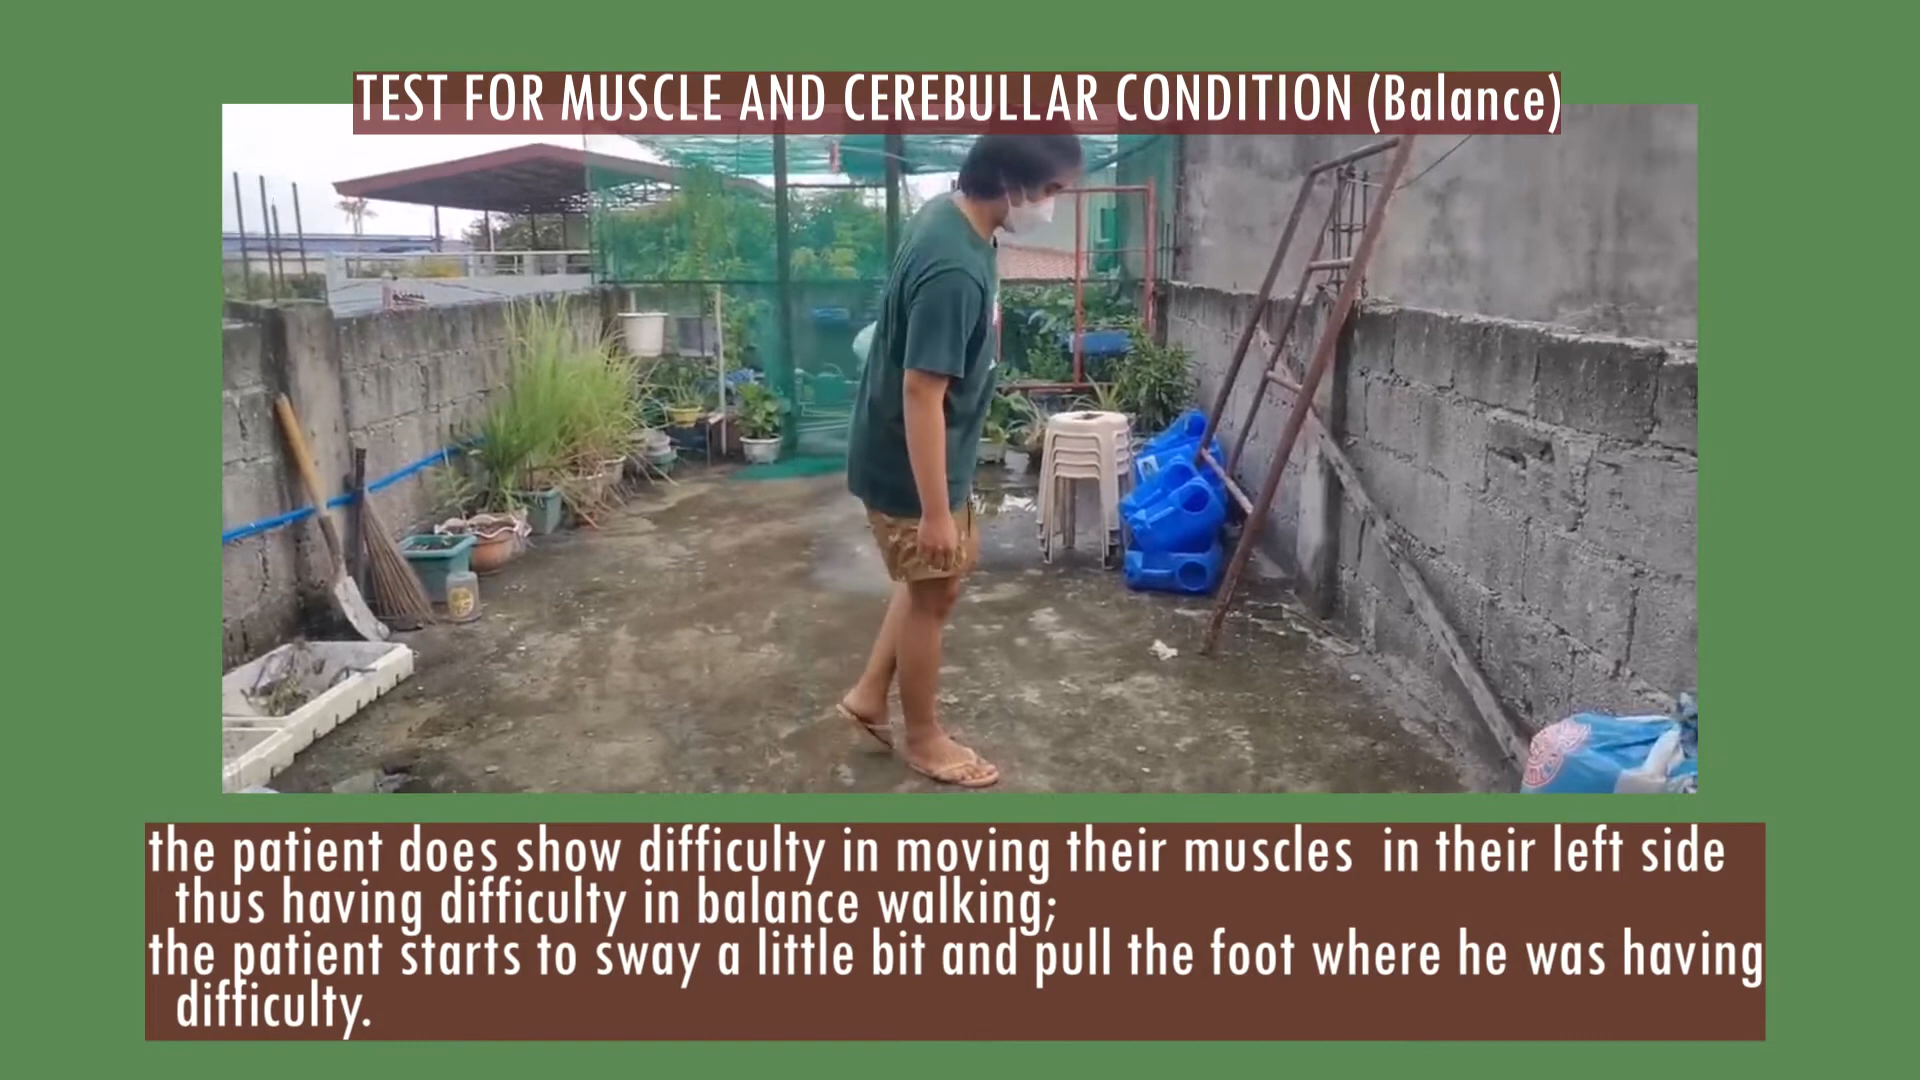 TEST FOR MUSCLE AND CEREBULLAR CONDITION (Balance)
the patient does show difficulty in moving their muscles in their left side
thus having difficulty in balance walking;
the patient starts to sway a little bit and pull the foot where he was having
difficulty.